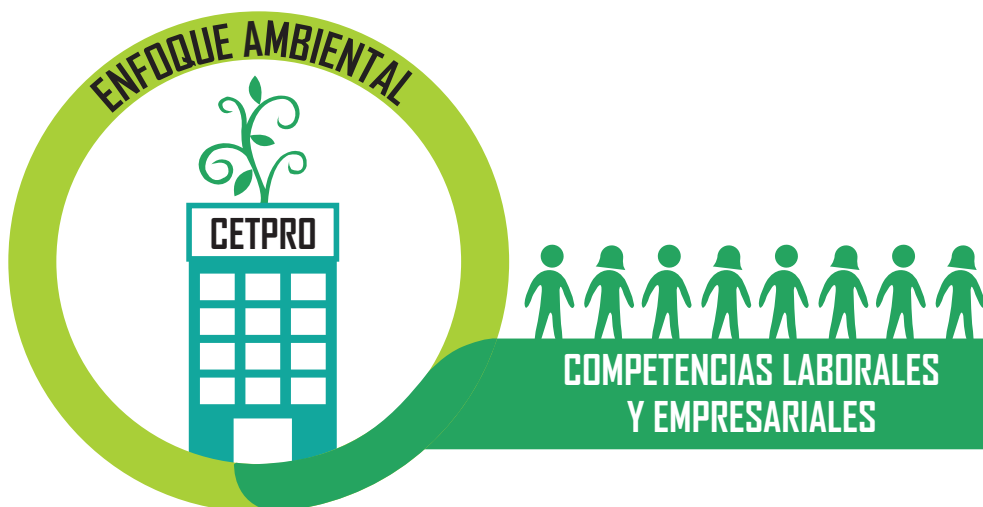 ENFOQUE AMBIENTAL
CETPRO
COMPETENCIAS LABORALES
Y EMPRESARIALES